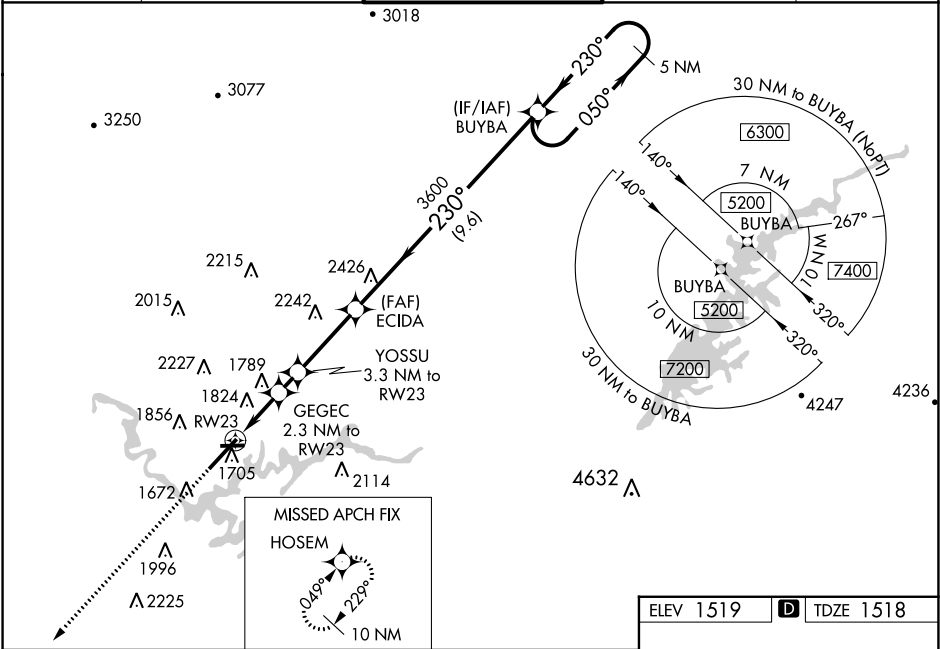 3018
3077
3250
230°
050°
5 NM
(IF/IAF)
BUYBA
3600
230°
(9.6)
30 NM to BUYBA (NoPT)
6300
140°
7 NM
5200
BUYBA
267°
10 NM
7400
320°
140°
BUYBA
5200
10 NM
320°
7200
30 NM to BUYBA
2215
2426
2015
2242
(FAF)
ECIDA
2227
1789
YOSSU
3.3 NM to
RW23
1824
1856
RW23
GEGEC
2.3 NM to
RW23
1705
1672
2114
4247
4236
4632
1996
2225
MISSED APCH FIX
HOSEM
049°
229°
10 NM
ELEV 1519 D TDZE 1518